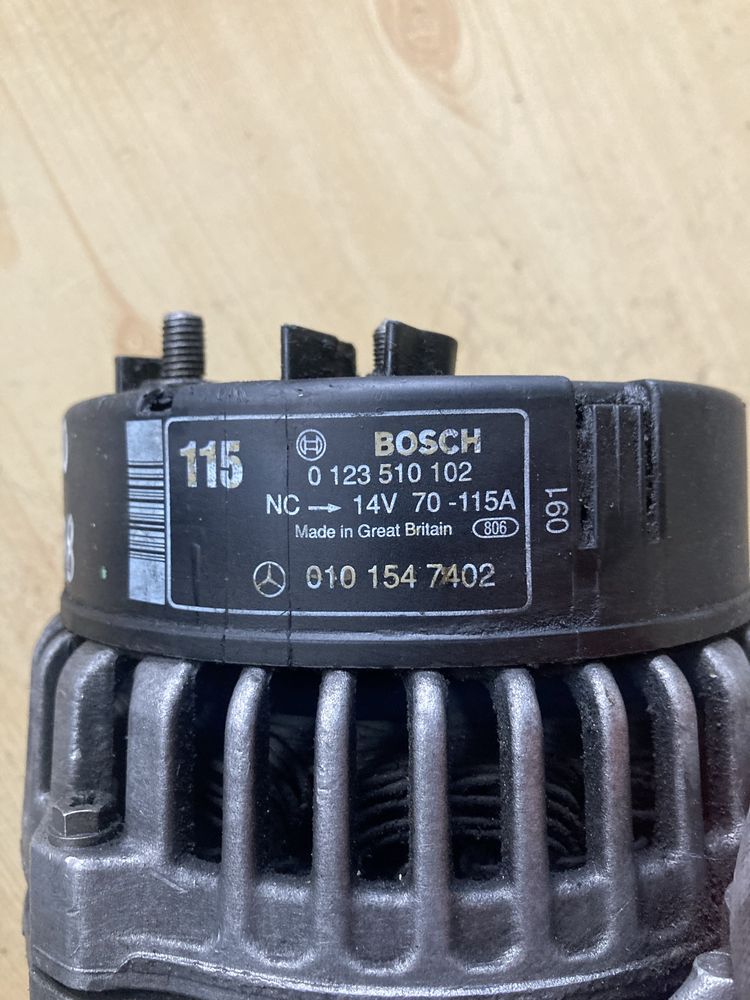 115
BOSCH
0 123 510 102
NC → 14V 70-115A
Made in Great Britain 806
010 154 7402
091
8